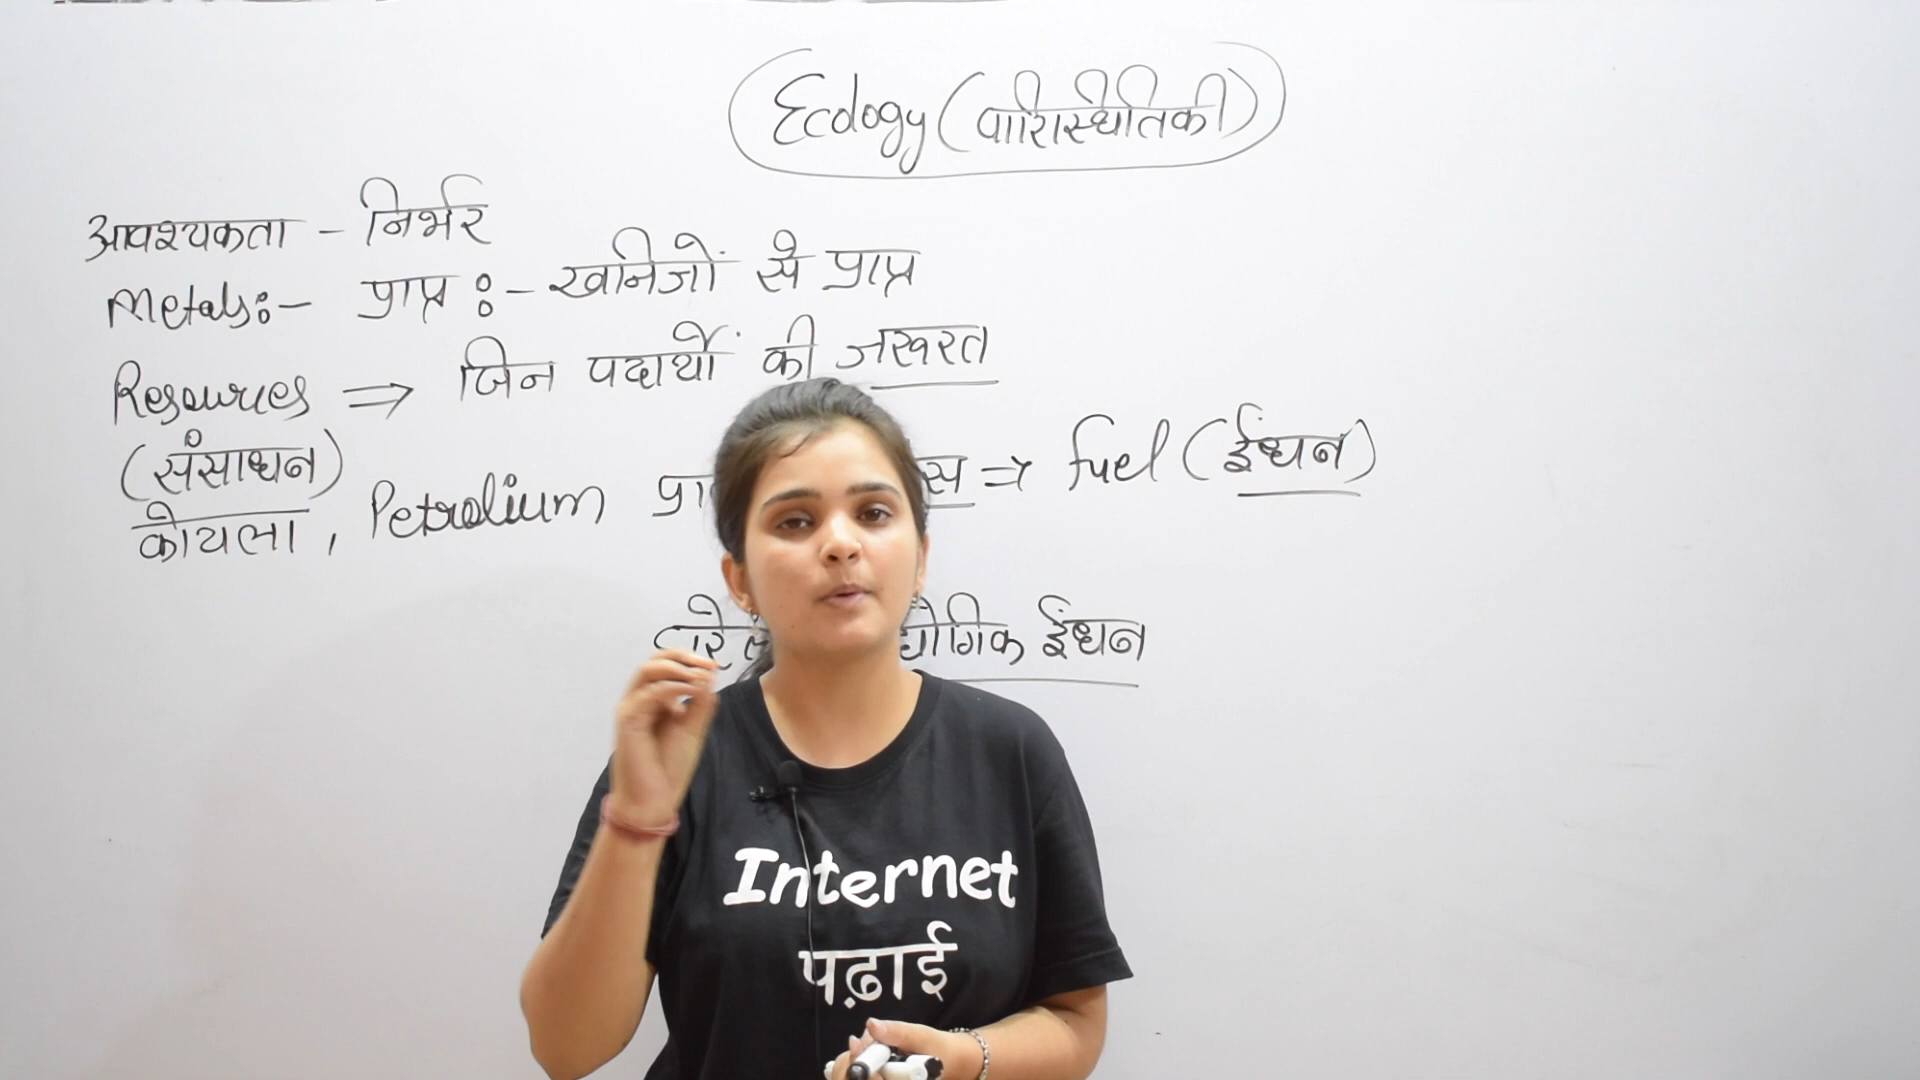 Ecology (पारिस्थितिकी)
आवश्यकता - निर्भर
Metals:- प्राप्त :- खनिजों से प्राप्त
Resources => जिन पदार्थों की जरूरत
(संसाधन)
कोयला, Petrolium प्रा स => fuel (ईंधन)
रेल द्योगिक ईंधन
Internet
पढ़ाई